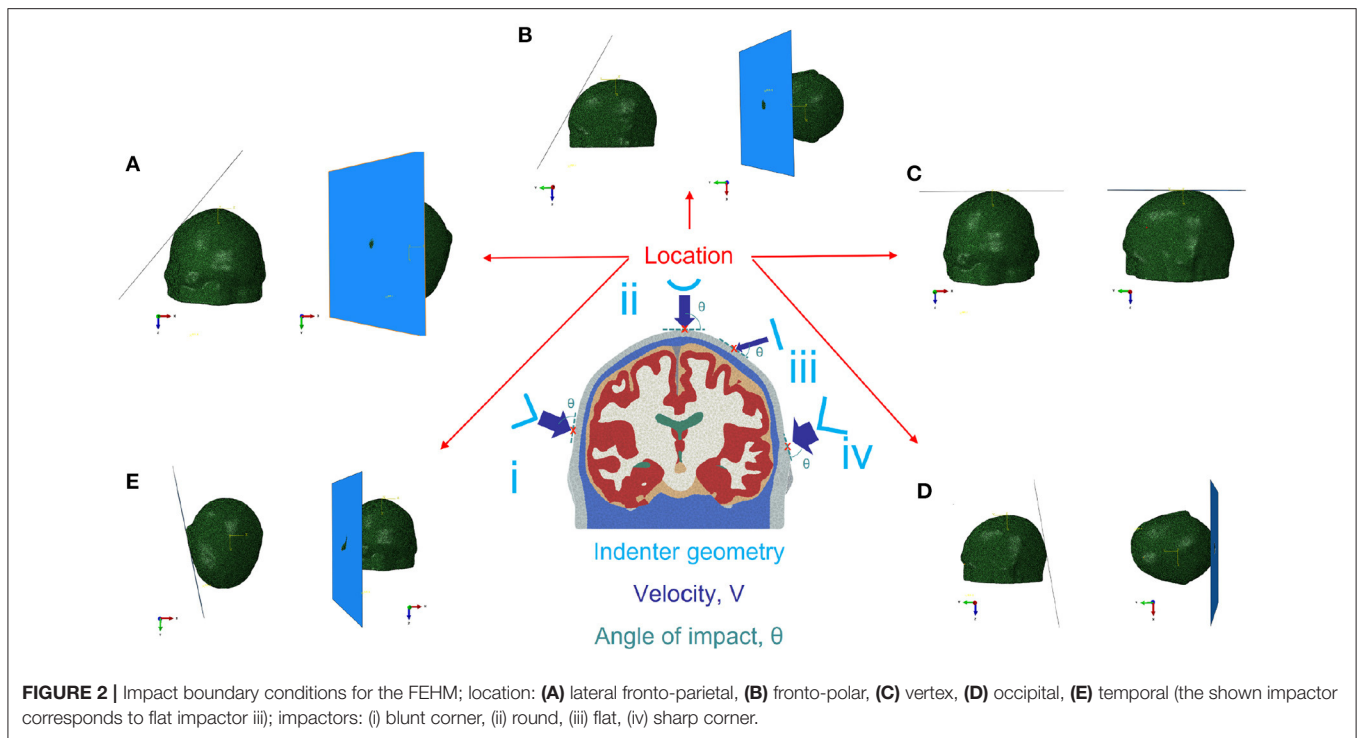 B
A
C
Location
ii
θ
θ
iii
θ
i
θ
iv
E
D
Indenter geometry
Velocity, V
Angle of impact, θ
FIGURE 2 | Impact boundary conditions for the FEHM; location: (A) lateral fronto-parietal, (B) fronto-polar, (C) vertex, (D) occipital, (E) temporal (the shown impactor
corresponds to flat impactor iii); impactors: (i) blunt corner, (ii) round, (iii) flat, (iv) sharp corner.